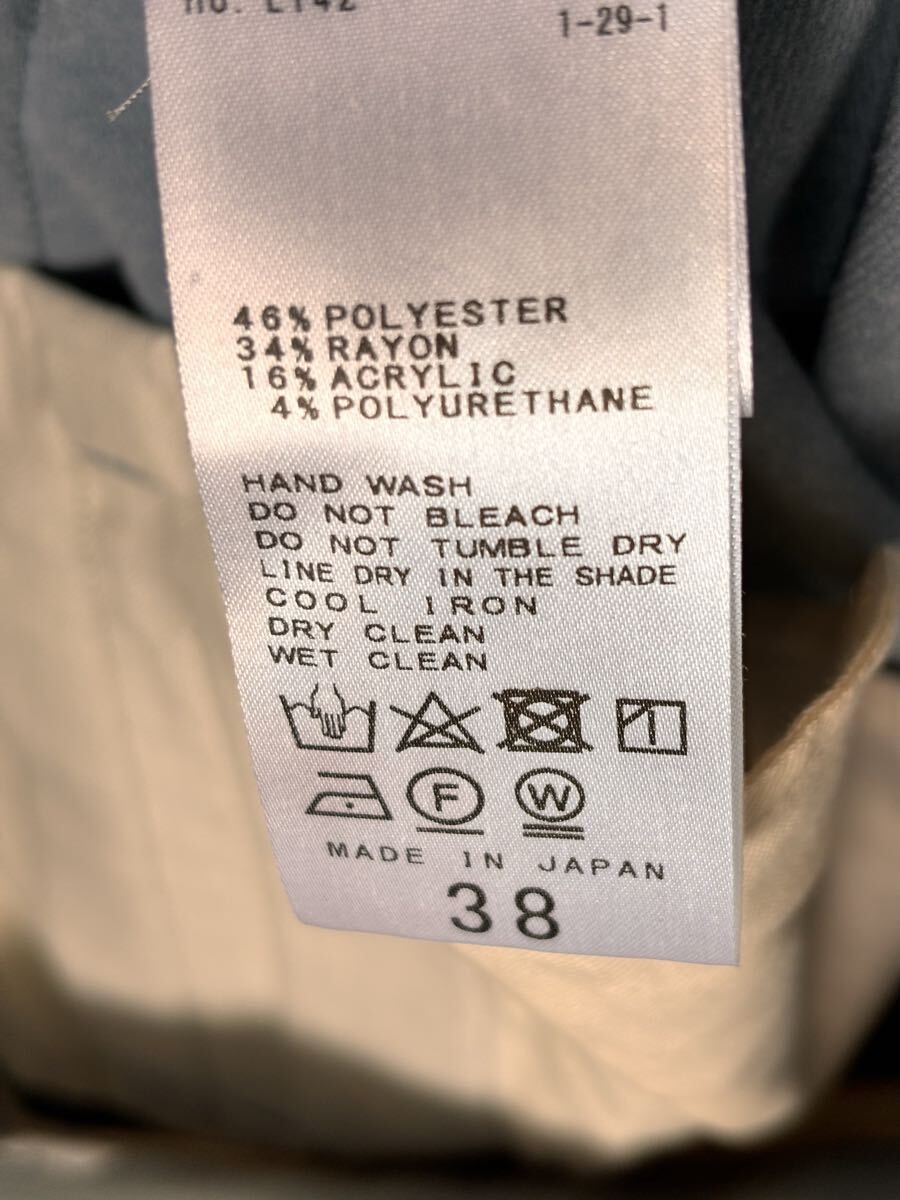 1-29-1
46% POLYESTER
34% RAYON
16% ACRYLIC
4% POLYURETHANE
HAND WASH
DO NOT BLEACH
DO NOT TUMBLE DRY
LINE DRY IN THE SHADE
COOL IRON
DRY CLEAN
WET CLEAN
F W
MADE IN JAPAN
38